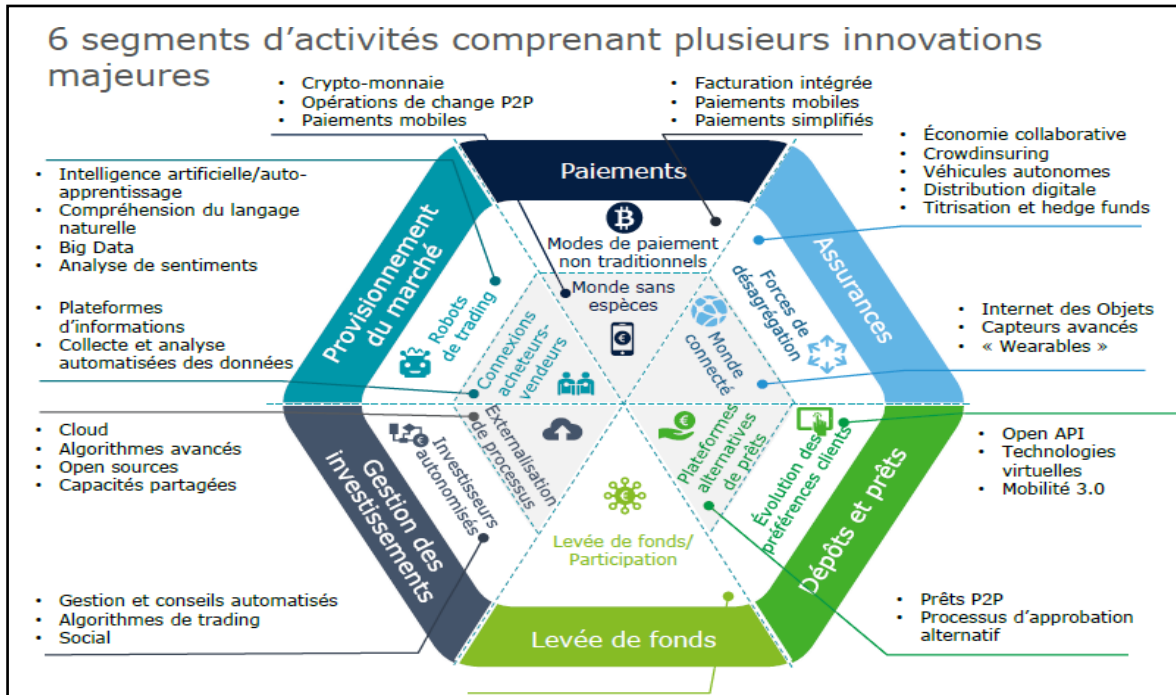 6 segments d’activités comprenant plusieurs innovations
majeures
• Crypto-monnaie
• Opérations de change P2P
• Paiements mobiles
• Facturation intégrée
• Paiements mobiles
• Paiements simplifiés
• Économie collaborative
• Crowdinsuring
• Véhicules autonomes
• Distribution digitale
• Titrisation et hedge funds
• Intelligence artificielle/auto-
apprentissage
• Compréhension du langage
naturelle
• Big Data
• Analyse de sentiments
• Plateformes
d’informations
• Collecte et analyse
automatisées des données
Paiements
Modes de paiement
non traditionnels
Monde sans
espèces
Provisionnement
du marché
Robots
de trading
Connexions
acheteurs-
vendeurs
Assurances
Forces de
désagrégation
Monde
connecté
• Internet des Objets
• Capteurs avancés
• « Wearables »
• Cloud
• Algorithmes avancés
• Open sources
• Capacités partagées
Gestion des
investissements
Investisseurs
autonomisés
Externalisation
de processus
Plateformes
alternatives
de prêts
Évolution des
préférences clients
Dépôts et prêts
• Open API
• Technologies
virtuelles
• Mobilité 3.0
Levée de fonds/
Participation
Levée de fonds
• Gestion et conseils automatisés
• Algorithmes de trading
• Social
• Prêts P2P
• Processus d’approbation
alternatif